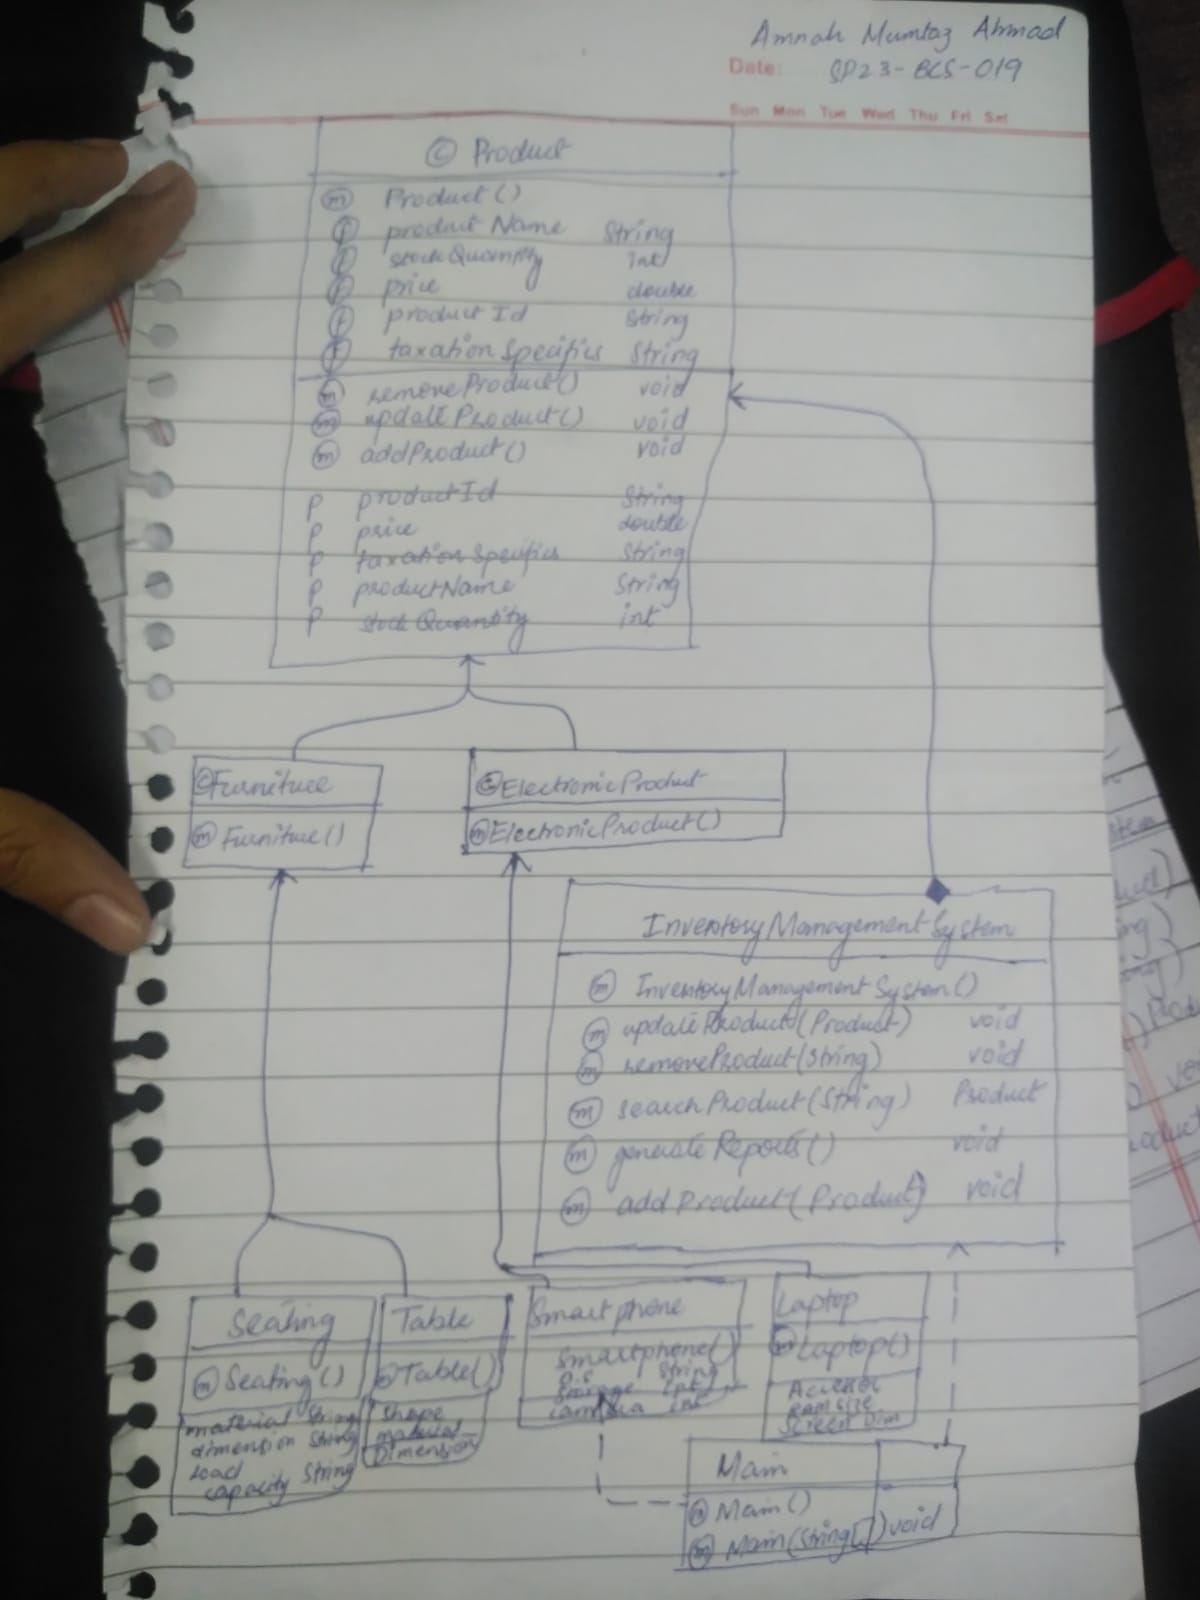 Amnah Mumtaz Ahmad
Date: SP23-BCS-019
Sun Mon Tue Wed Thu Fri Sat
© Product
m Product()
f productName String
f stockQuantity int
f price double
f productId String
f taxationSpecifics String
m removeProduct() void
m updateProduct() void
m addProduct() void
P productId String
P price double
P taxationSpecifics String
P productName String
P stockQuantity int
© Furniture
m Furniture()
© ElectronicProduct
m ElectronicProduct()
InventoryManagementSystem
m InventoryManagementSystem()
m updateProducts(Product) void
m removeProduct(String) void
m searchProduct(String) Product
m generateReports() void
m addProduct(Product) void
Seating
m Seating()
material String
dimension String
Load
capacity String
Table
m Table()
Shape
material
Dimension
Smartphone
Smartphone()
O.S String
Storage int
camera int
Laptop
m Laptop()
Ram size
Screen Dim
Main
m Main()
m Main(String[]) void